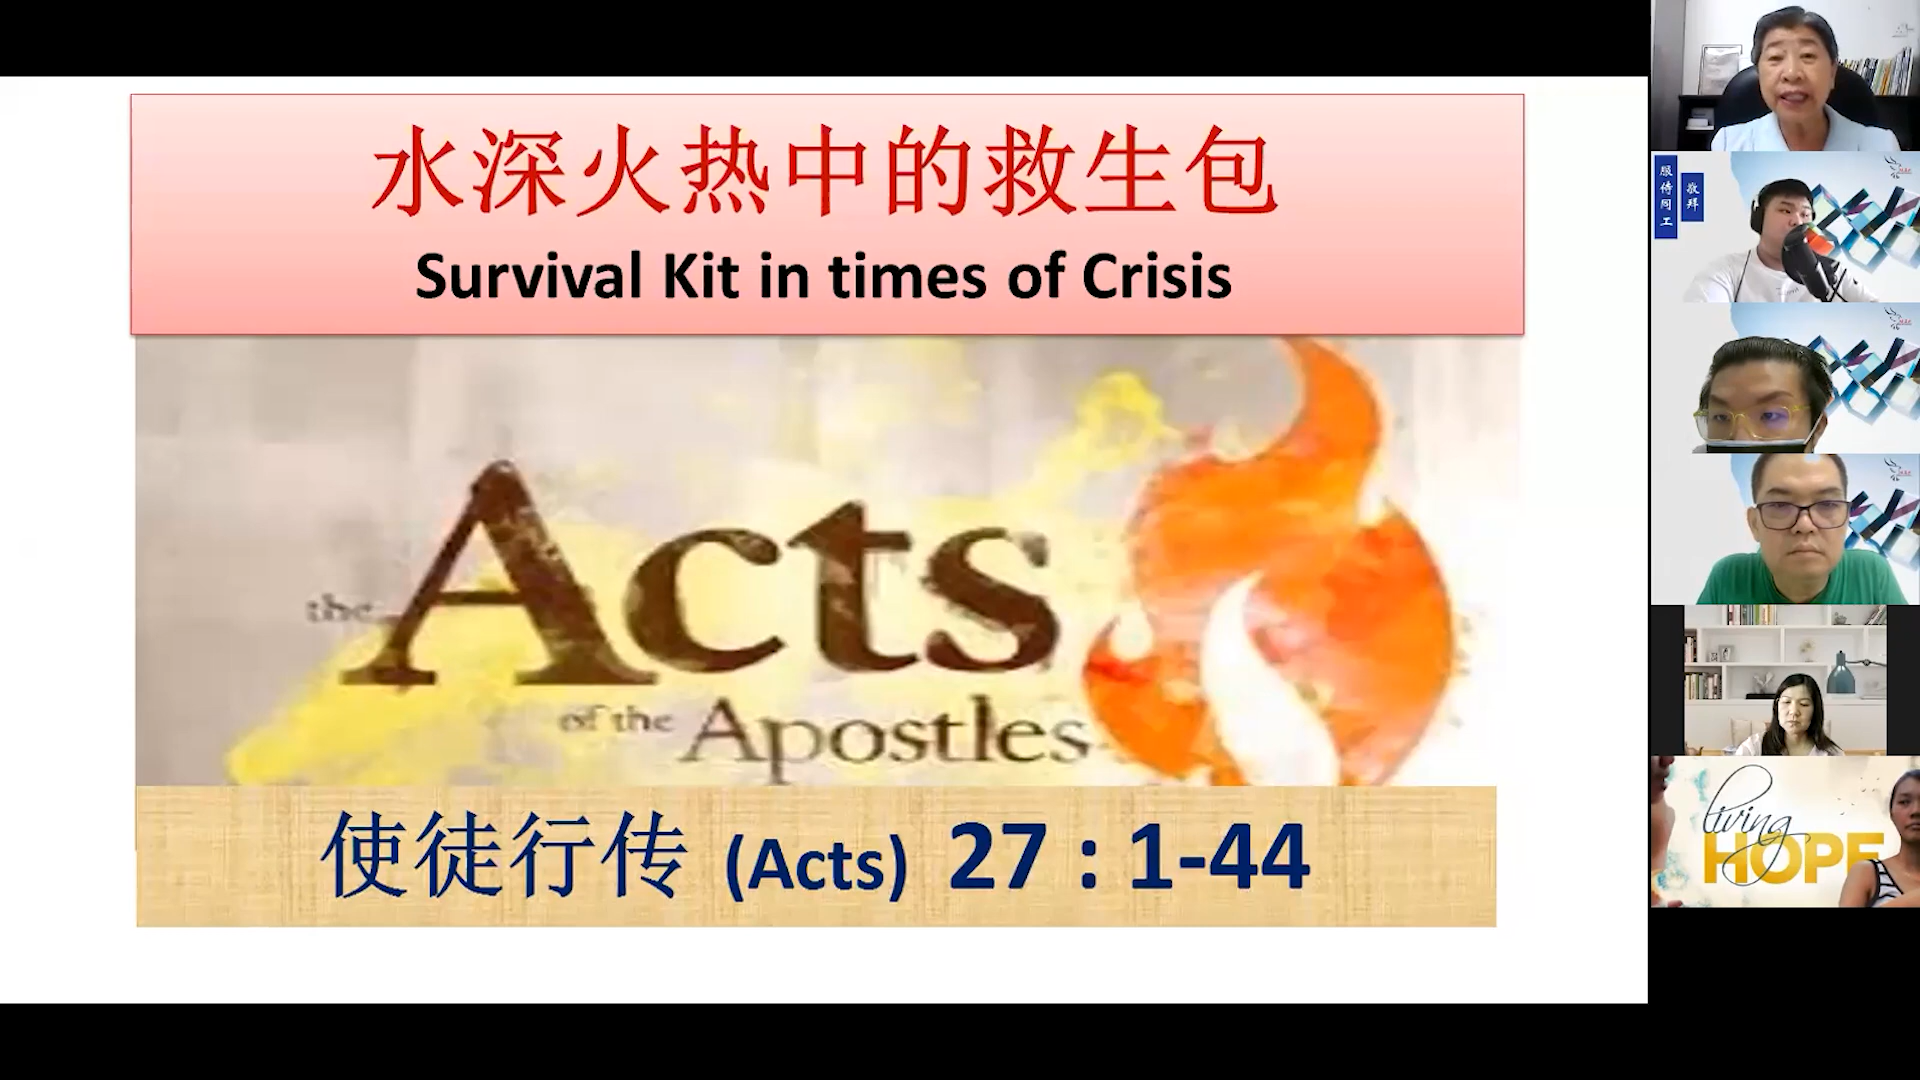 水深火热中的救生包
Survival Kit in times of Crisis
the Acts
of the Apostles
使徒行传 (Acts) 27 : 1-44
服侍同工
敬拜
living
HOPE